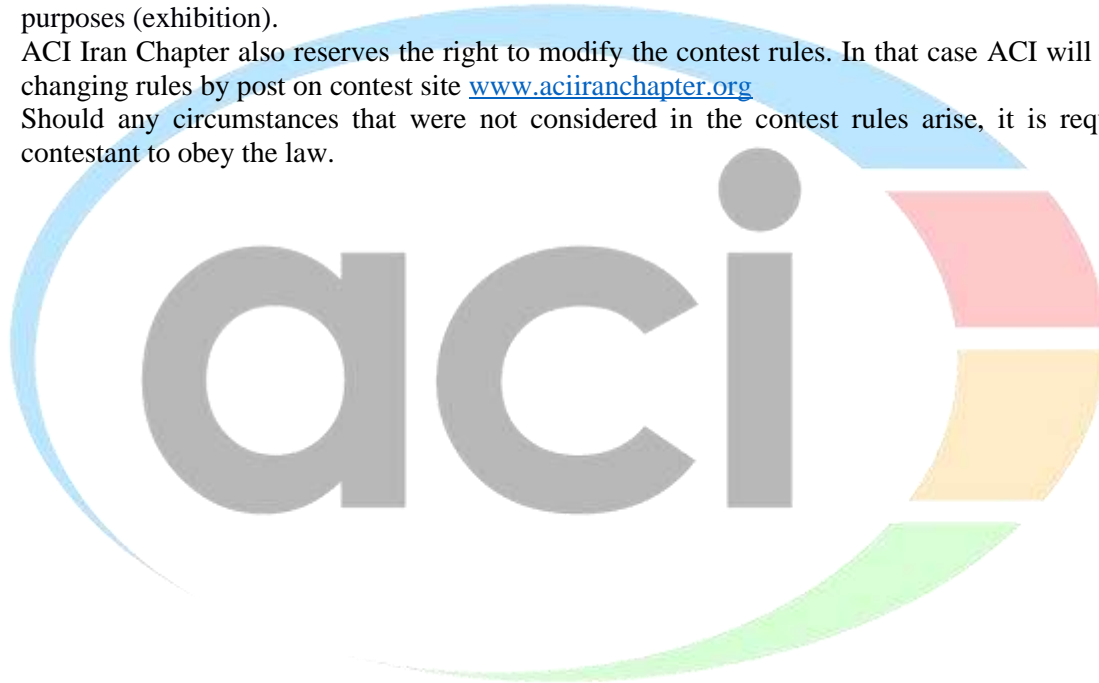 purposes (exhibition).
ACI Iran Chapter also reserves the right to modify the contest rules. In that case ACI will
changing rules by post on contest site www.aciiranchapter.org
Should any circumstances that were not considered in the contest rules arise, it is
contestant to obey the law.
aci